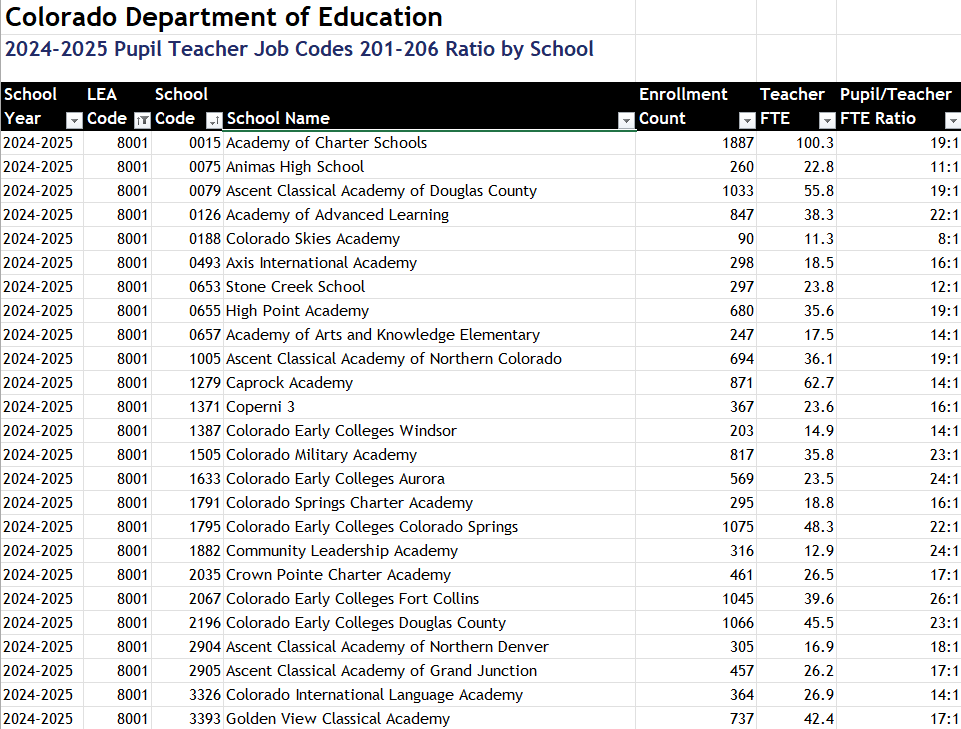 Colorado Department of Education
2024-2025 Pupil Teacher Job Codes 201-206 Ratio by School
School LEA School Enrollment Teacher Pupil/Teacher
Year Code Code School Name Count FTE FTE Ratio
2024-2025 8001 0015 Academy of Charter Schools 1887 100.3 19:1
2024-2025 8001 0075 Animas High School 260 22.8 11:1
2024-2025 8001 0079 Ascent Classical Academy of Douglas County 1033 55.8 19:1
2024-2025 8001 0126 Academy of Advanced Learning 847 38.3 22:1
2024-2025 8001 0188 Colorado Skies Academy 90 11.3 8:1
2024-2025 8001 0493 Axis International Academy 298 18.5 16:1
2024-2025 8001 0653 Stone Creek School 297 23.8 12:1
2024-2025 8001 0655 High Point Academy 680 35.6 19:1
2024-2025 8001 0657 Academy of Arts and Knowledge Elementary 247 17.5 14:1
2024-2025 8001 1005 Ascent Classical Academy of Northern Colorado 694 36.1 19:1
2024-2025 8001 1279 Caprock Academy 871 62.7 14:1
2024-2025 8001 1371 Coperni 3 367 23.6 16:1
2024-2025 8001 1387 Colorado Early Colleges Windsor 203 14.9 14:1
2024-2025 8001 1505 Colorado Military Academy 817 35.8 23:1
2024-2025 8001 1633 Colorado Early Colleges Aurora 569 23.5 24:1
2024-2025 8001 1791 Colorado Springs Charter Academy 295 18.8 16:1
2024-2025 8001 1795 Colorado Early Colleges Colorado Springs 1075 48.3 22:1
2024-2025 8001 1882 Community Leadership Academy 316 12.9 24:1
2024-2025 8001 2035 Crown Pointe Charter Academy 461 26.5 17:1
2024-2025 8001 2067 Colorado Early Colleges Fort Collins 1045 39.6 26:1
2024-2025 8001 2196 Colorado Early Colleges Douglas County 1066 45.5 23:1
2024-2025 8001 2904 Ascent Classical Academy of Northern Denver 305 16.9 18:1
2024-2025 8001 2905 Ascent Classical Academy of Grand Junction 457 26.2 17:1
2024-2025 8001 3326 Colorado International Language Academy 364 26.9 14:1
2024-2025 8001 3393 Golden View Classical Academy 737 42.4 17:1